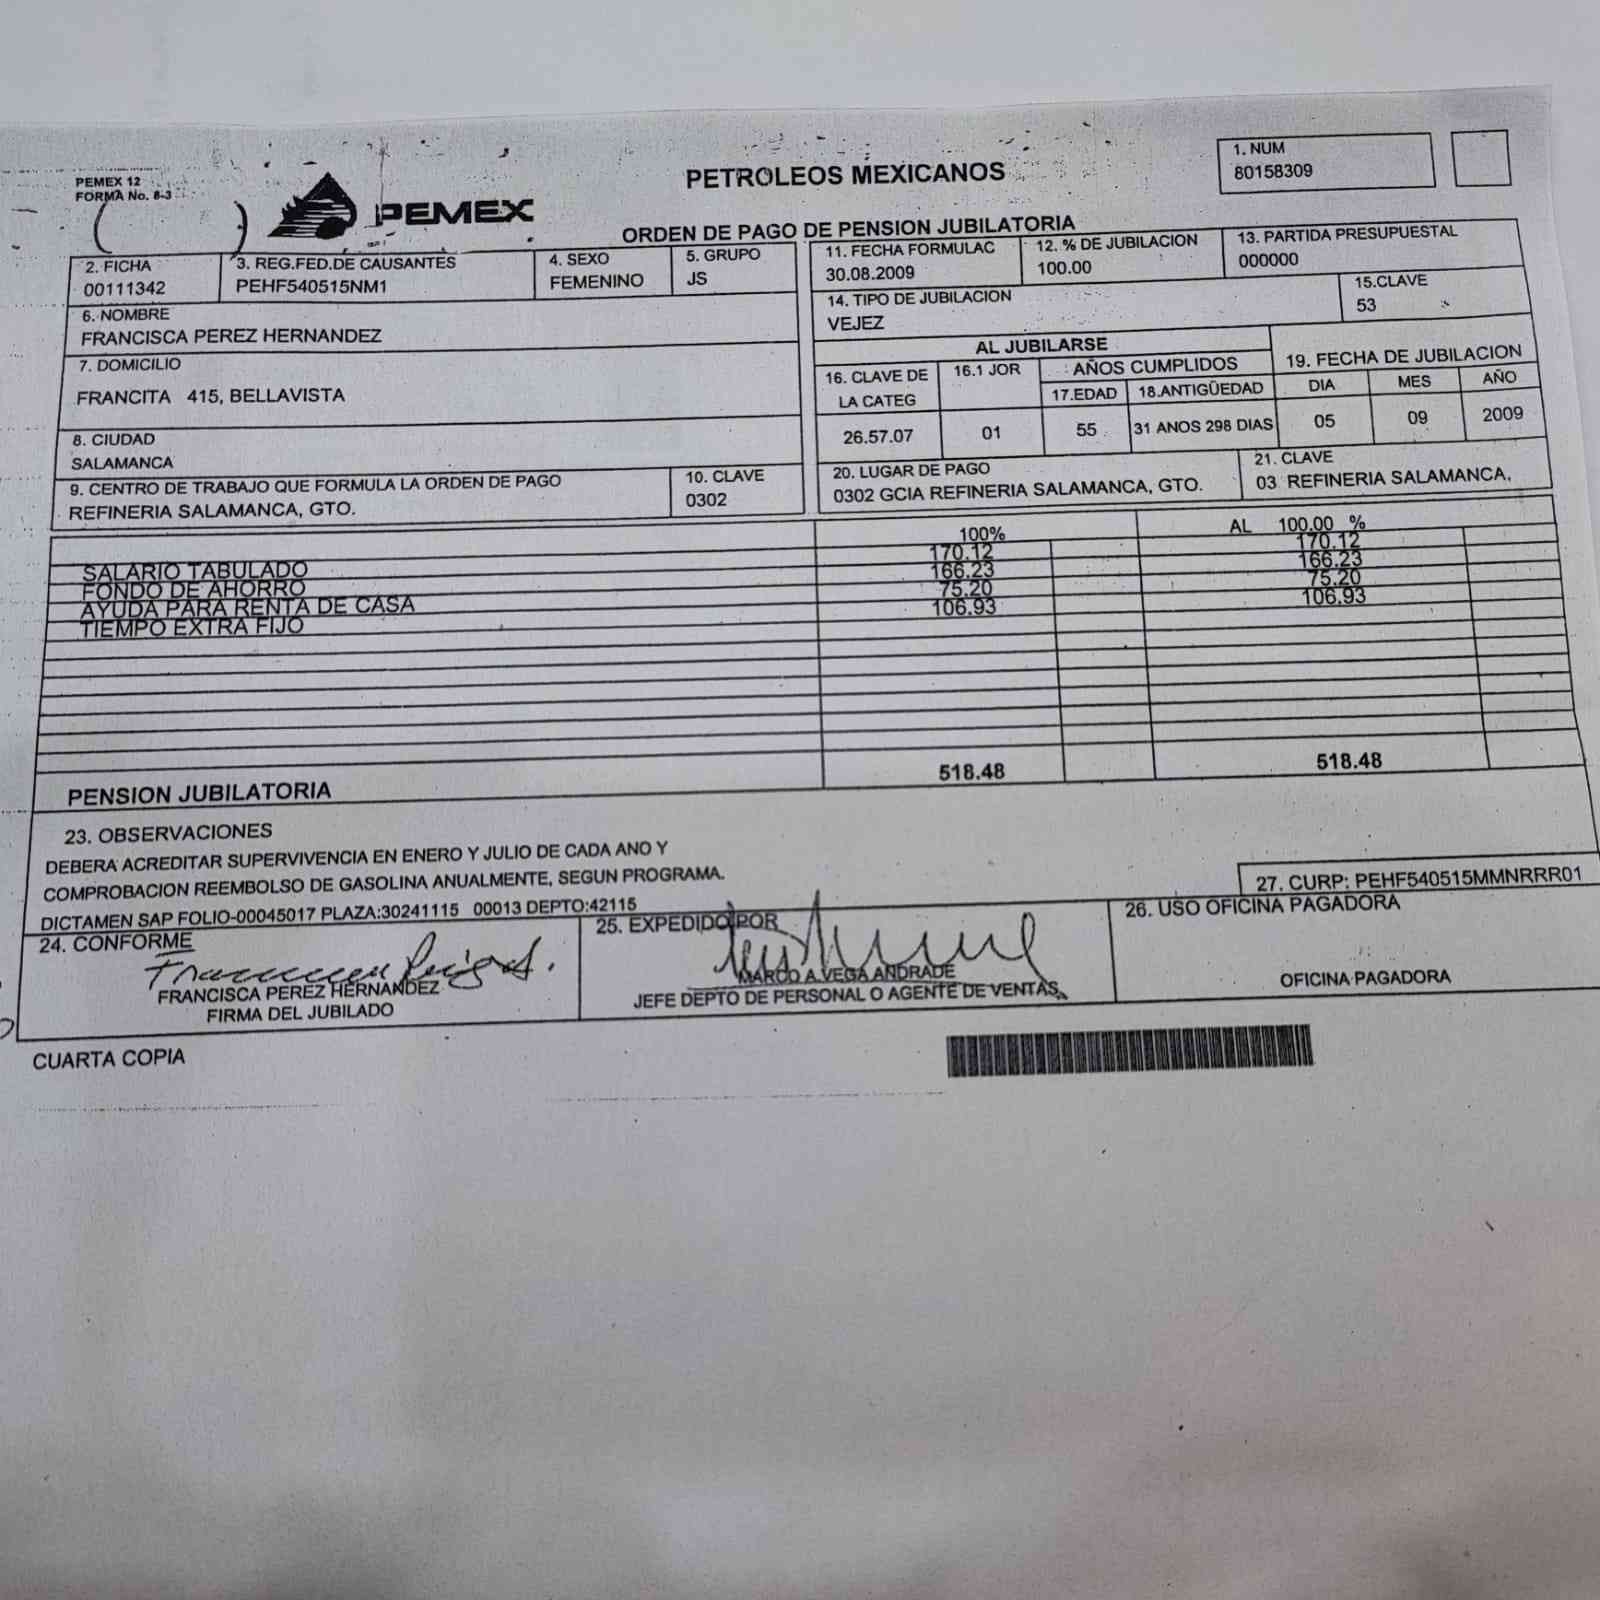 PEMEX 12
FORMA No. 8-3
PEMEX
PETROLEOS MEXICANOS
ORDEN DE PAGO DE PENSION JUBILATORIA
1. NUM
80158309
2. FICHA
00111342
3. REG.FED.DE CAUSANTES
PEHF540515NM1
4. SEXO
FEMENINO
5. GRUPO
JS
6. NOMBRE
FRANCISCA PEREZ HERNANDEZ
7. DOMICILIO
FRANCITA 415, BELLAVISTA
8. CIUDAD
SALAMANCA
9. CENTRO DE TRABAJO QUE FORMULA LA ORDEN DE PAGO
REFINERIA SALAMANCA, GTO.
10. CLAVE
0302
11. FECHA FORMULAC
30.08.2009
12. % DE JUBILACION
100.00
13. PARTIDA PRESUPUESTAL
000000
14. TIPO DE JUBILACION
VEJEZ
15.CLAVE
53
AL JUBILARSE
16. CLAVE DE
LA CATEG
26.57.07
16.1 JOR
01
AÑOS CUMPLIDOS
17.EDAD
55
18.ANTIGÜEDAD
31 ANOS 298 DIAS
19. FECHA DE JUBILACION
DIA MES AÑO
05 09 2009
20. LUGAR DE PAGO
0302 GCIA REFINERIA SALAMANCA, GTO.
21. CLAVE
03 REFINERIA SALAMANCA,
100% AL 100.00 %
SALARIO TABULADO 170.12 170.12
FONDO DE AHORRO 166.23 166.23
AYUDA PARA RENTA DE CASA 75.20 75.20
TIEMPO EXTRA FIJO 106.93 106.93
PENSION JUBILATORIA 518.48 518.48
23. OBSERVACIONES
DEBERA ACREDITAR SUPERVIVENCIA EN ENERO Y JULIO DE CADA ANO Y
COMPROBACION REEMBOLSO DE GASOLINA ANUALMENTE, SEGUN PROGRAMA.
DICTAMEN SAP FOLIO-00045017 PLAZA:30241115 00013 DEPTO:42115
27. CURP: PEHF540515MMNRRR01
24. CONFORME
FRANCISCA PEREZ HERNANDEZ
FIRMA DEL JUBILADO
25. EXPEDIDO POR
MARCO A.VEGA ANDRADE
JEFE DEPTO DE PERSONAL O AGENTE DE VENTAS
26. USO OFICINA PAGADORA
OFICINA PAGADORA
CUARTA COPIA